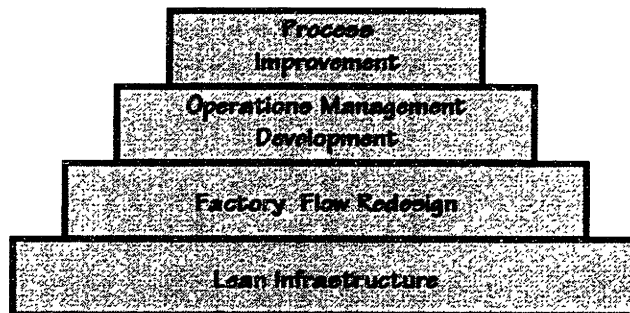 Process
Improvement
Operations Management
Development
Factory Flow Redesign
Lean Infrastructure